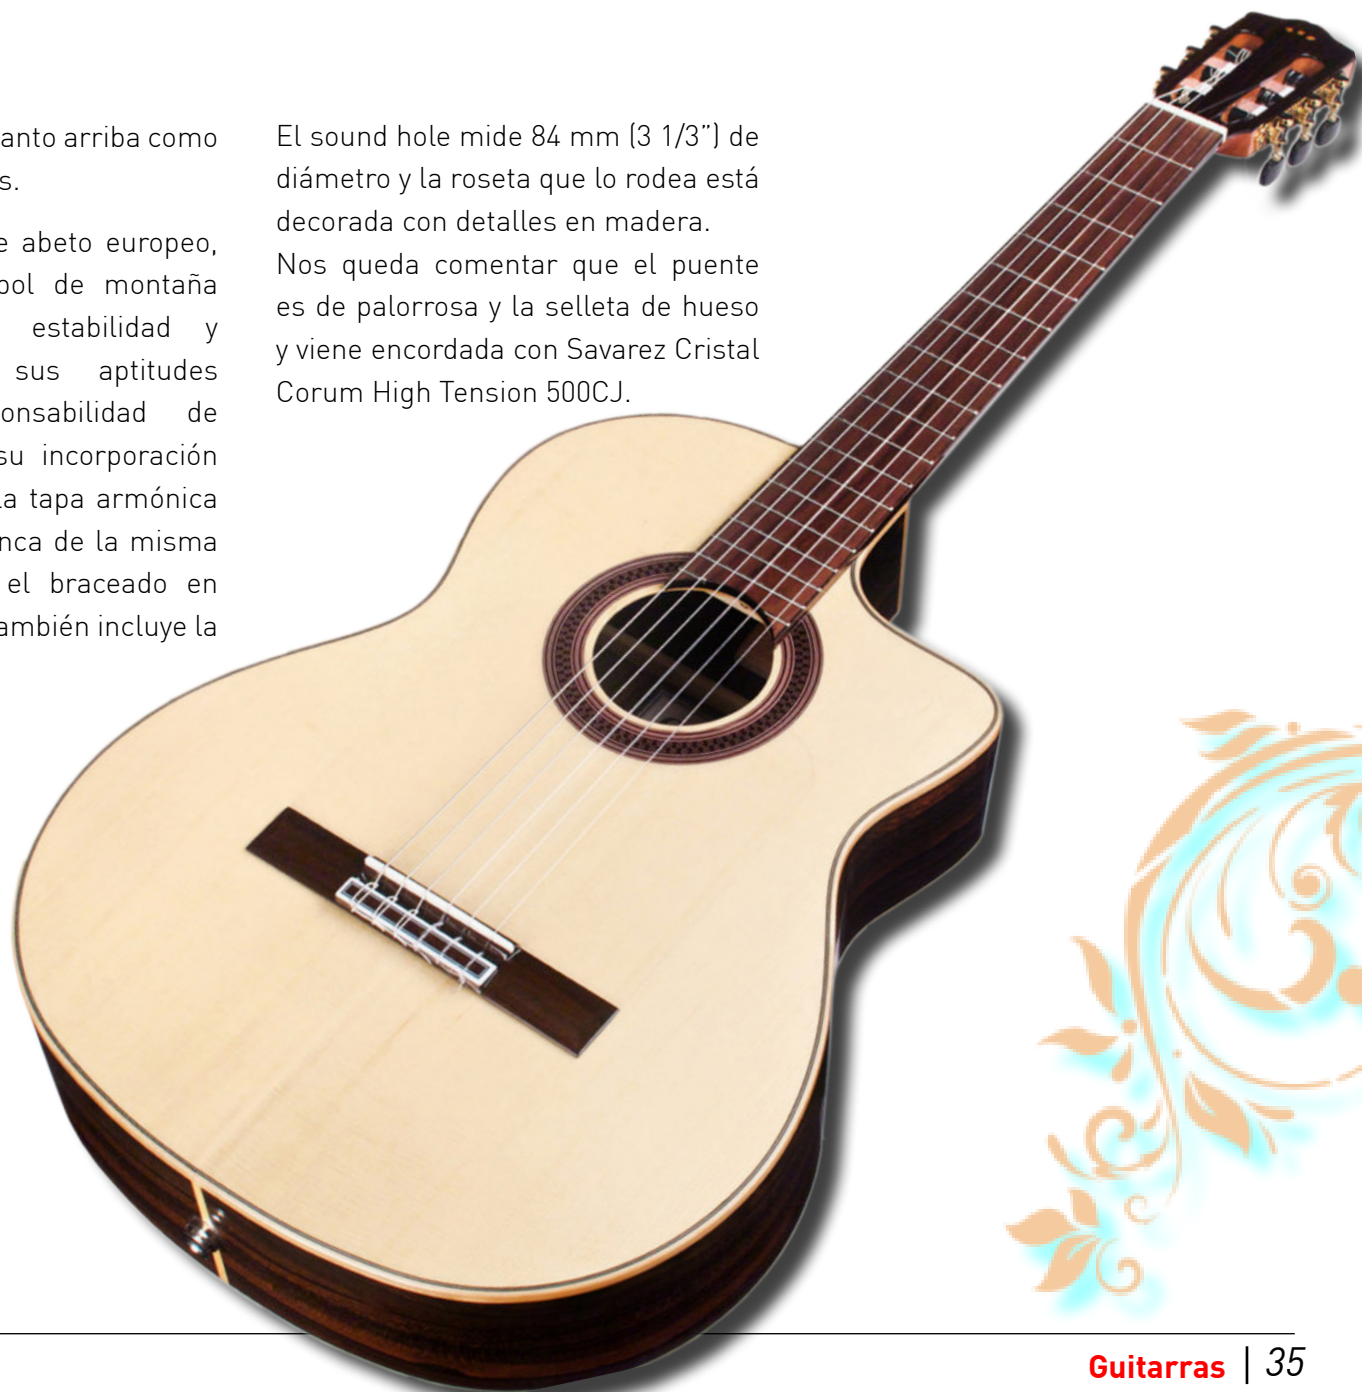 anto arriba como
s.
e abeto europeo,
ool de montaña
estabilidad y
sus aptitudes
onsabilidad de
su incorporación
la tapa armónica
nca de la misma
el braceado en
ambién incluye la
El sound hole mide 84 mm (3 1/3”) de
diámetro y la roseta que lo rodea está
decorada con detalles en madera.
Nos queda comentar que el puente
es de palorrosa y la selleta de hueso
y viene encordada con Savarez Cristal
Corum High Tension 500CJ.
Guitarras | 35